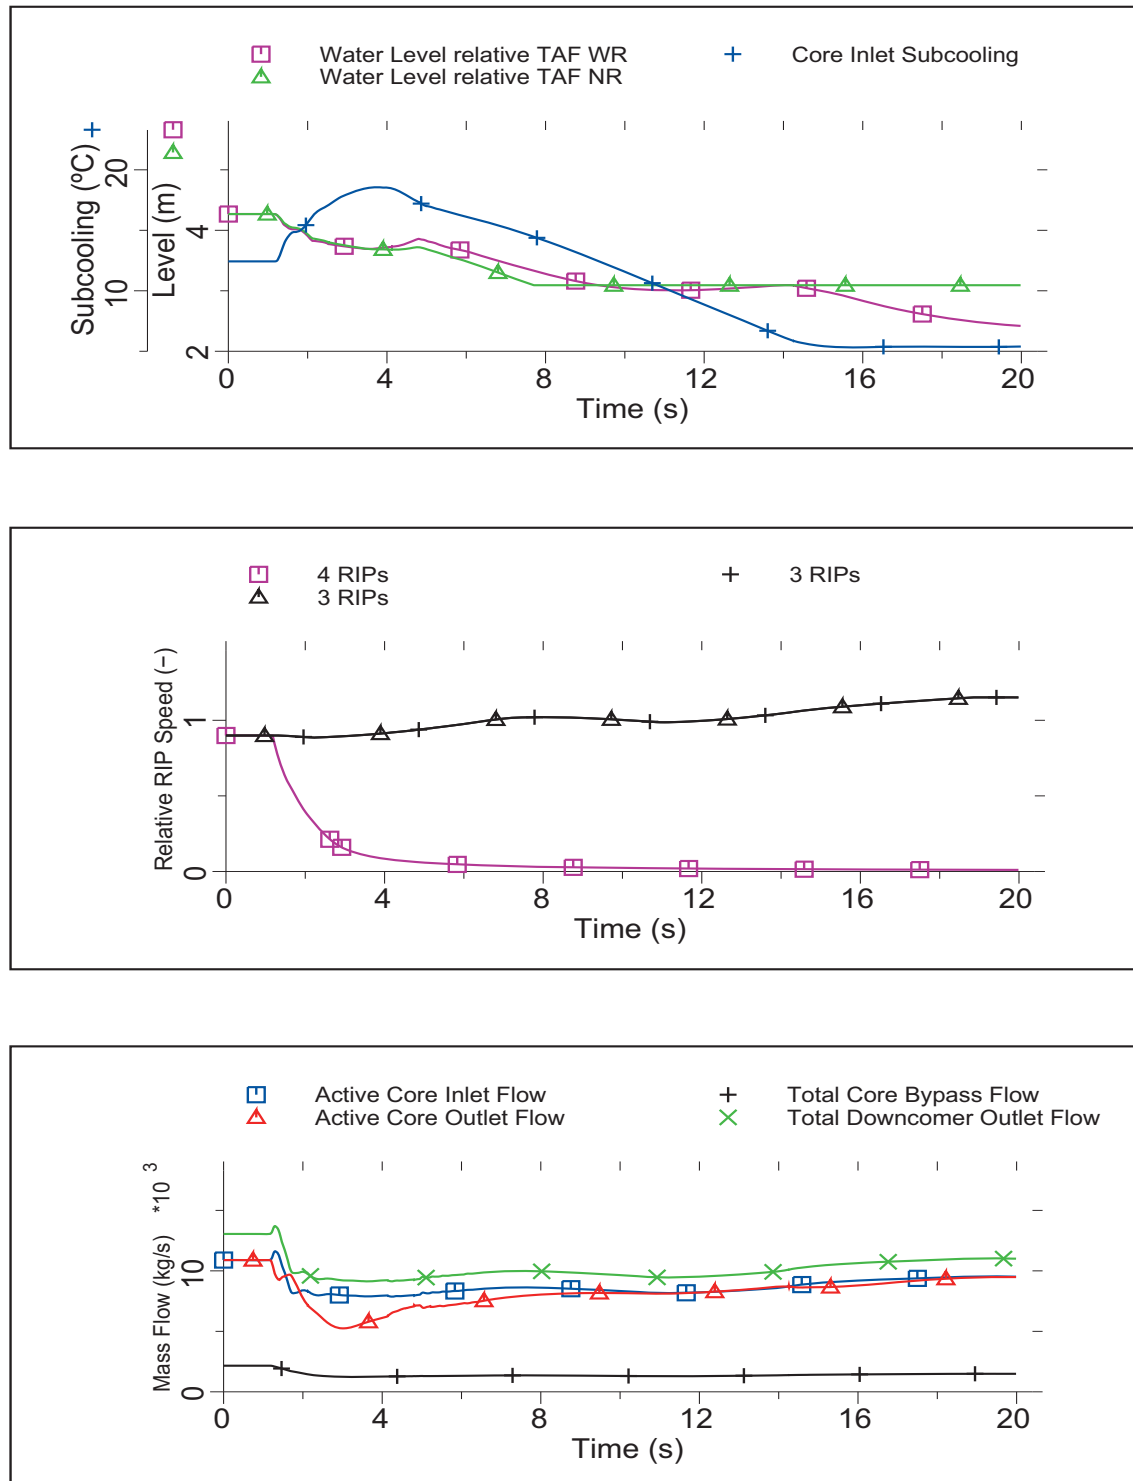 Water Level relative TAF WR
Core Inlet Subcooling
Water Level relative TAF NR
Subcooling (ºC)
Level (m)
20
10
4
2
0 4 8 12 16 20
Time (s)
4 RIPs
3 RIPs
3 RIPs
Relative RIP Speed (−)
1
0
0 4 8 12 16 20
Time (s)
Active Core Inlet Flow
Total Core Bypass Flow
Active Core Outlet Flow
Total Downcomer Outlet Flow
Mass Flow (kg/s) *10 3
10
0
0 4 8 12 16 20
Time (s)